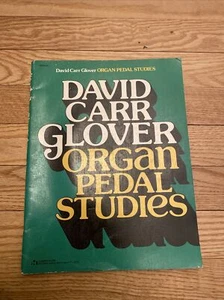 David Carr Glover ORGAN PEDAL STUDIES
DAVID
CARR
GLOVER
ORGAN
PEDAL
STUDIES